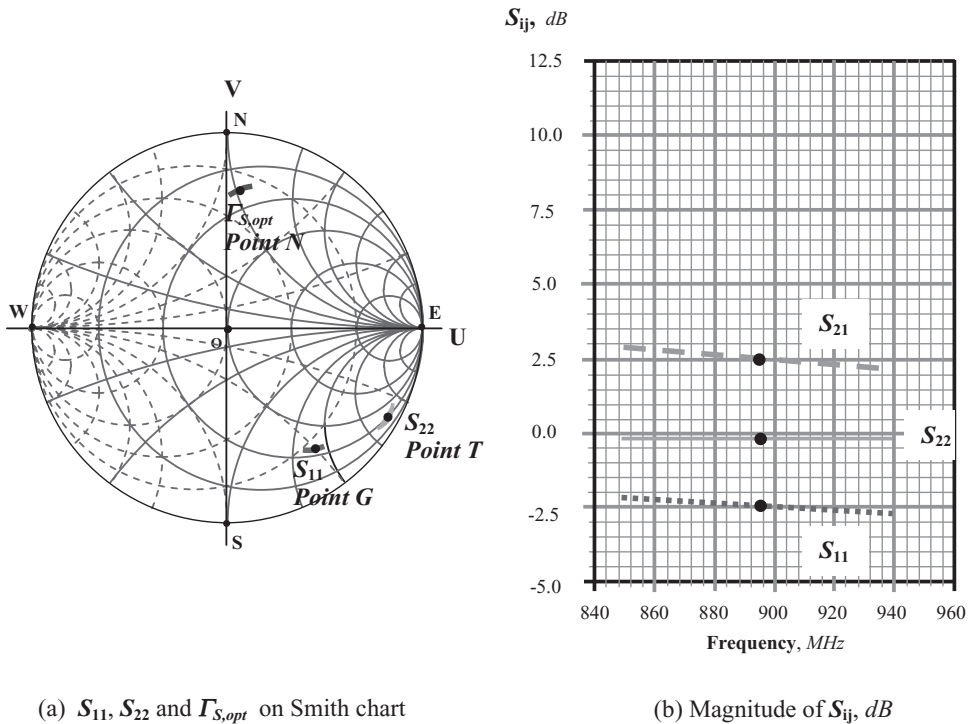 V
N
Γ_S,opt
Point N
W
E
O
U
S₂₂
Point T
S₁₁
Point G
S
(a) S₁₁, S₂₂ and Γ_S,opt on Smith chart
S_ij, dB
12.5
10.0
7.5
5.0
2.5
0.0
-2.5
-5.0
S₂₁
S₂₂
S₁₁
840 860 880 900 920 940 960
Frequency, MHz
(b) Magnitude of S_ij, dB